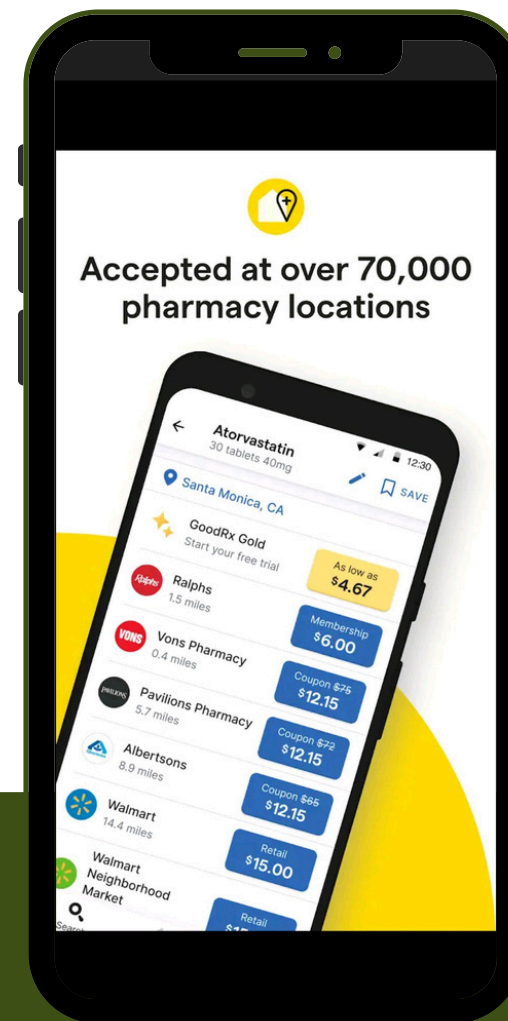 Accepted at over 70,000
pharmacy locations
12:30
Atorvastatin
30 tablets 40mg
SAVE
Santa Monica, CA
GoodRx Gold
Start your free trial
As low as
$4.67
Ralphs
Ralphs
1.5 miles
Membership
$6.00
VONS
Vons Pharmacy
0.4 miles
Coupon $75
$12.15
PAVILIONS
Pavilions Pharmacy
5.7 miles
Coupon $72
$12.15
Albertsons
8.9 miles
Coupon $65
$12.15
Walmart
14.4 miles
Retail
$15.00
Walmart
Neighborhood
Market
Retail